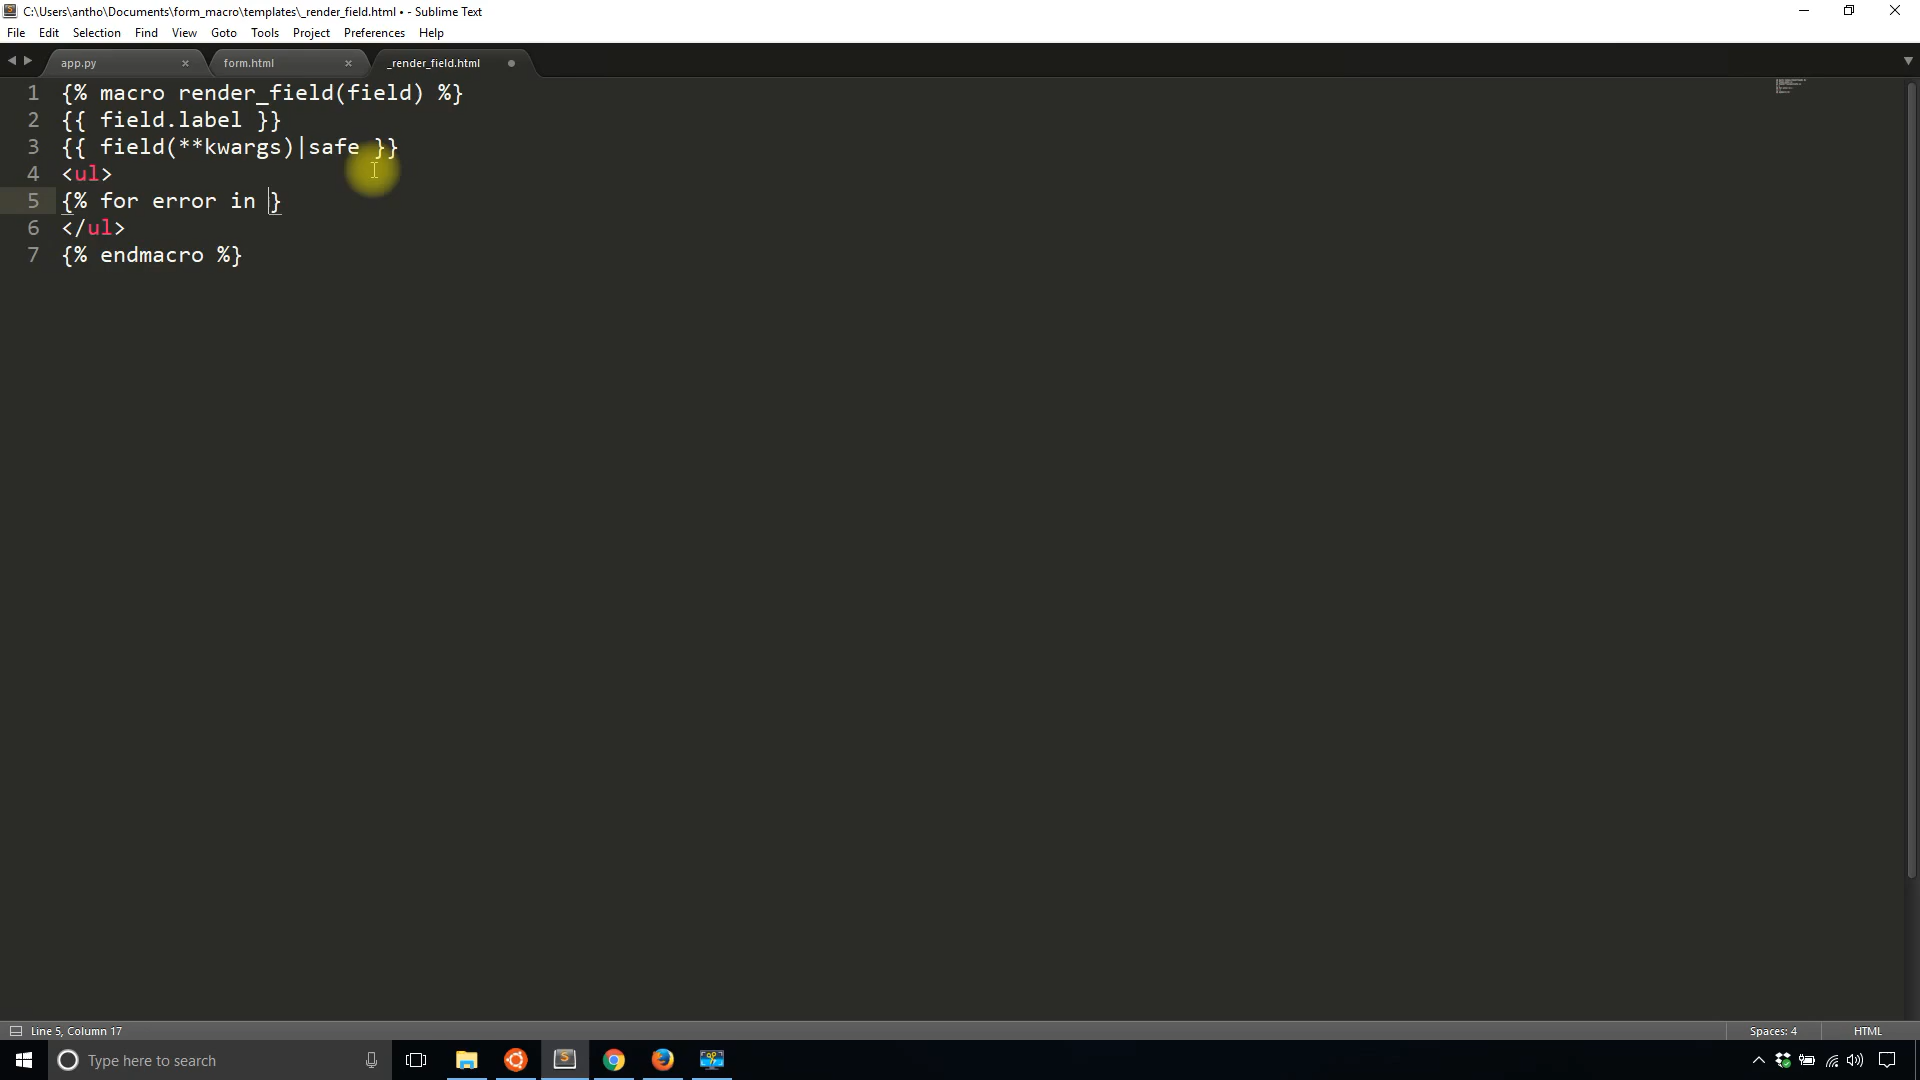 C:\Users\antho\Documents\form_macro\templates\_render_field.html • - Sublime Text
File Edit Selection Find View Goto Tools Project Preferences Help
app.py × form.html × _render_field.html
1 {% macro render_field(field) %}
2 {{ field.label }}
3 {{ field(**kwargs)|safe }}
4 <ul>
5 {% for error in }
6 </ul>
7 {% endmacro %}
Line 5, Column 17 Spaces: 4 HTML
Type here to search